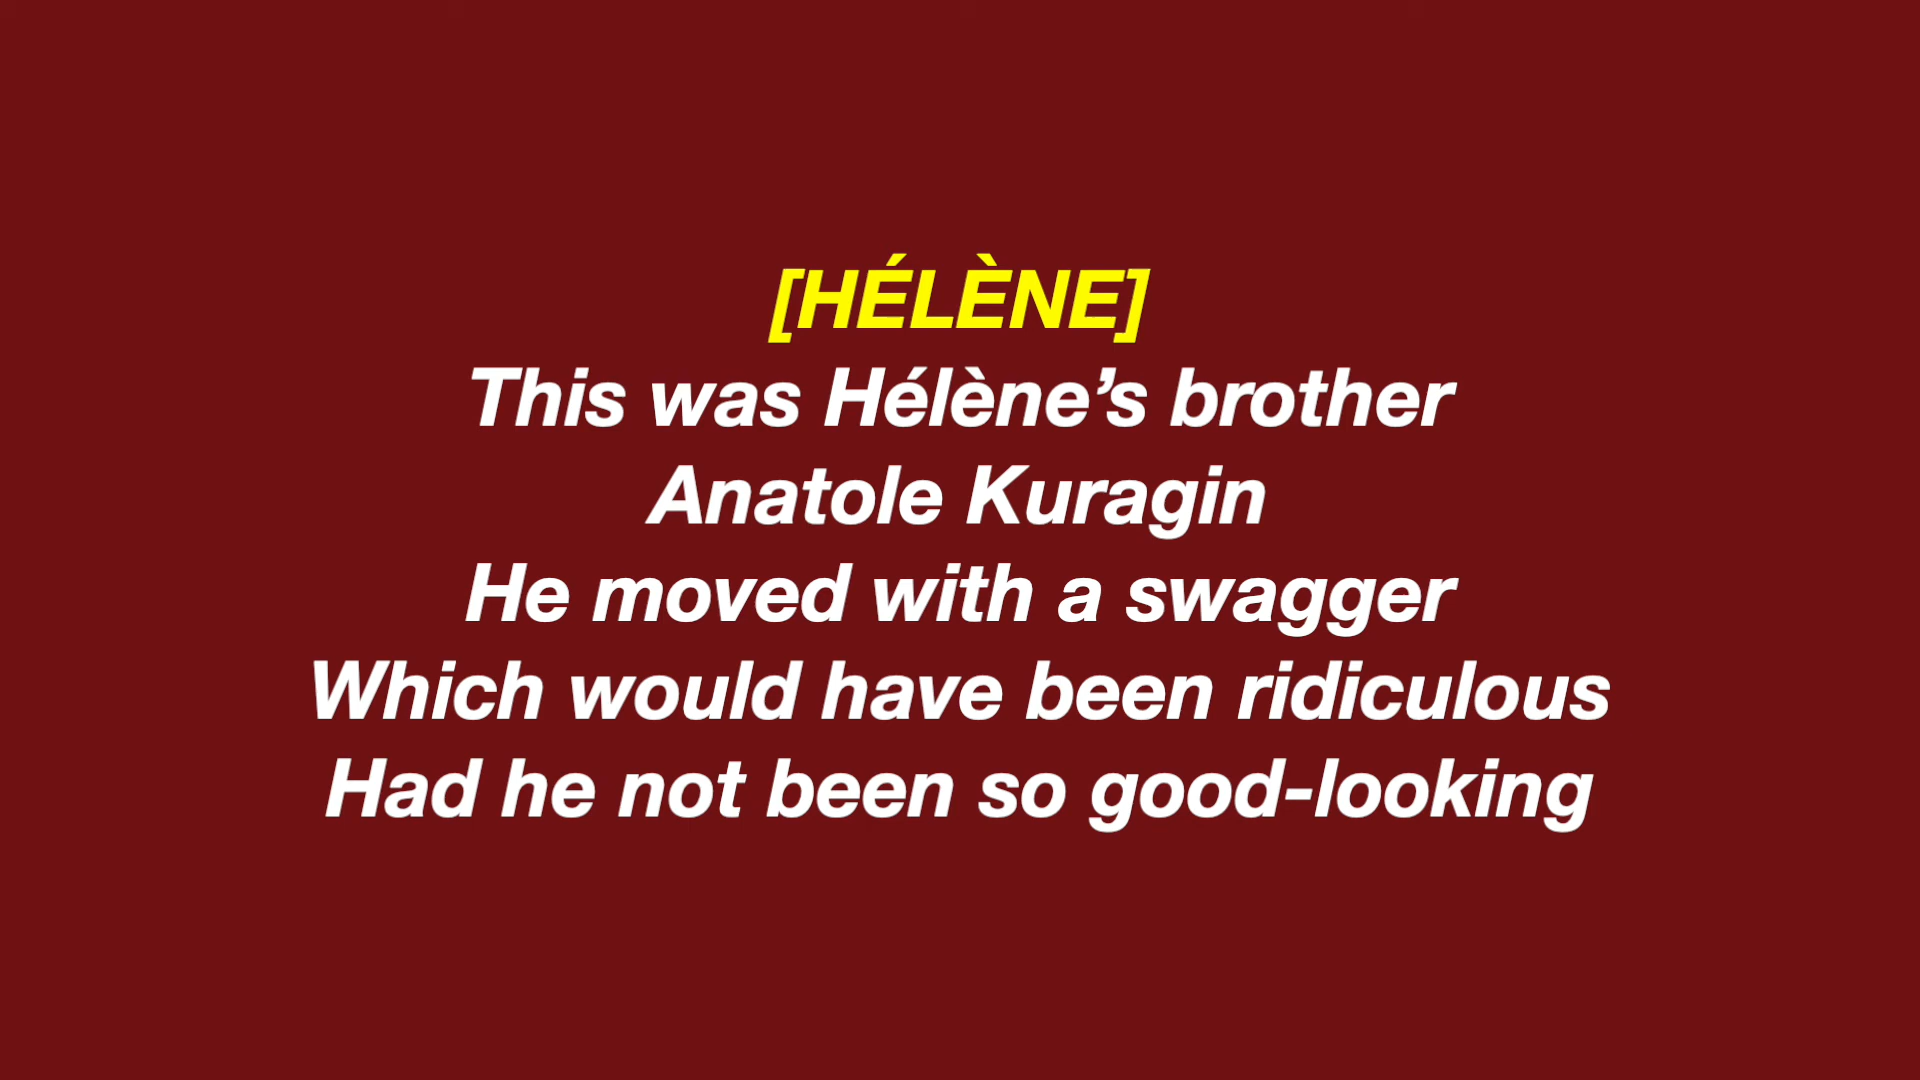 [HÉLÈNE]
This was Hélène’s brother
Anatole Kuragin
He moved with a swagger
Which would have been ridiculous
Had he not been so good-looking